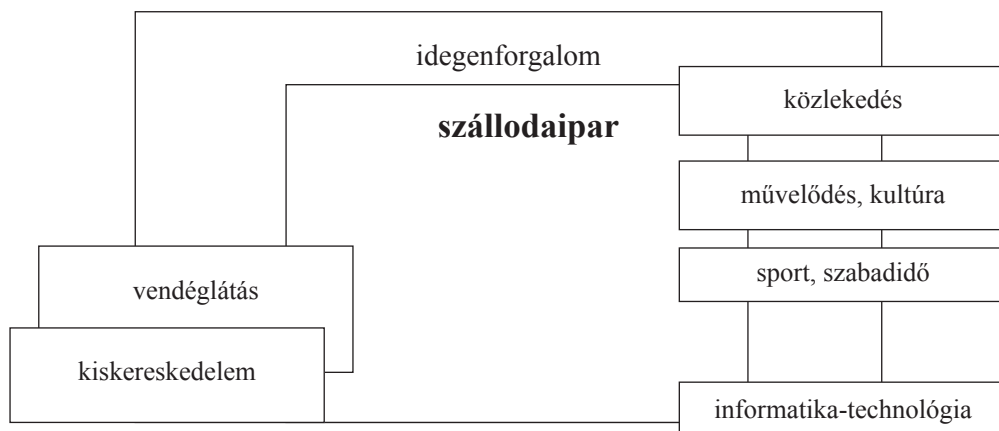 idegenforgalom
közlekedés
szállodaipar
művelődés, kultúra
sport, szabadidő
vendéglátás
kiskereskedelem
informatika-technológia